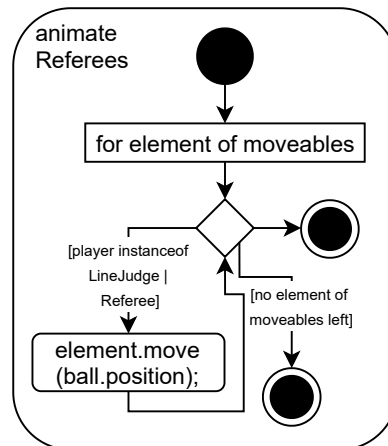 animate
Referees
for element of moveables
[player instanceof
LineJudge |
Referee]
[no element of
moveables left]
element.move
(ball.position);